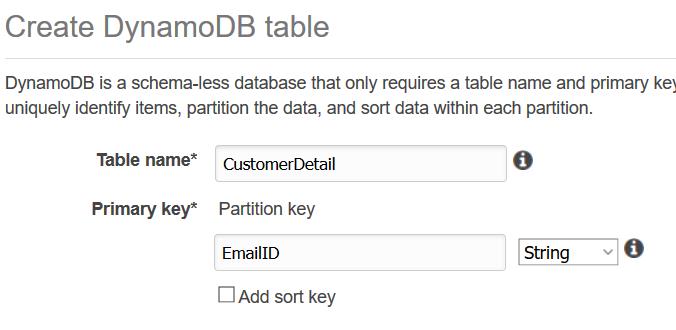 Create DynamoDB table
DynamoDB is a schema-less database that only requires a table name and primary key
uniquely identify items, partition the data, and sort data within each partition.
Table name* CustomerDetail
Primary key* Partition key
EmailID String
Add sort key